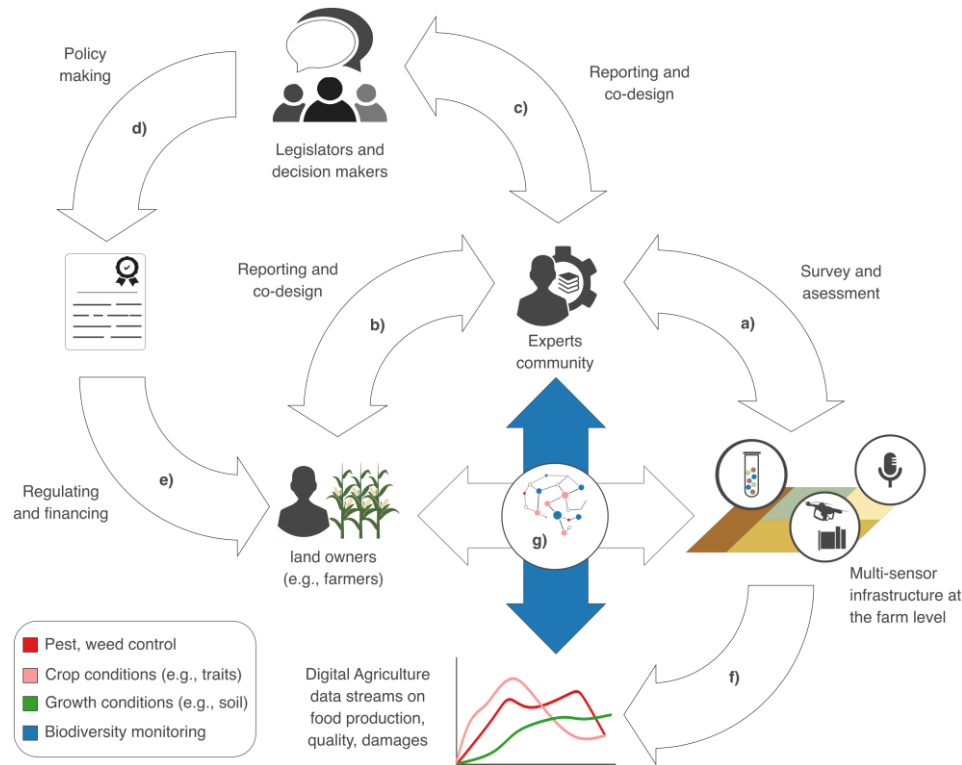 Policy
making
d)
Legislators and
decision makers
c)
Reporting and
co-design
Reporting and
co-design
b)
Experts
community
a)
Survey and
asessment
Regulating
and financing
e)
land owners
(e.g., farmers)
g)
Multi-sensor
infrastructure at
the farm level
f)
Digital Agriculture
data streams on
food production,
quality, damages
Pest, weed control
Crop conditions (e.g., traits)
Growth conditions (e.g., soil)
Biodiversity monitoring